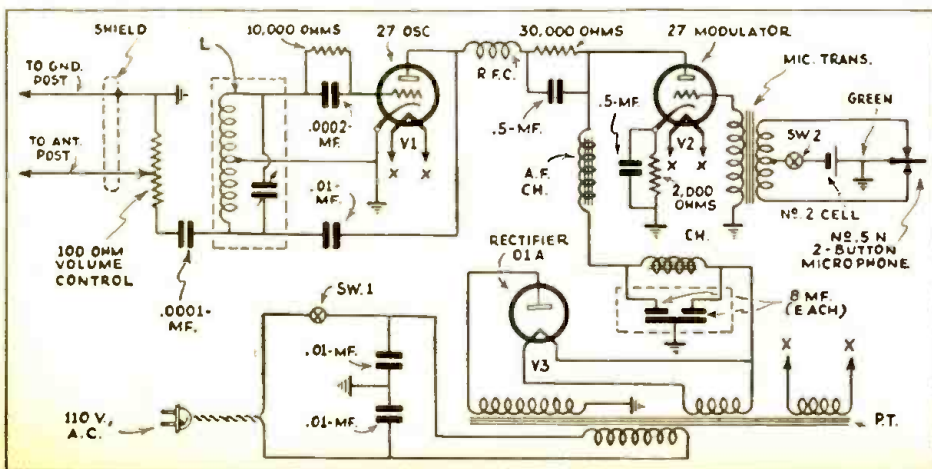 SHIELD
L
10,000 OHMS
27 OSC
30,000 OHMS
27 MODULATOR
MIC. TRANS.
TO GND.
POST
R.F.C.
GREEN
.0002-
MF.
V1
X X
.5-MF.
.5-MF.
V2
X X
SW.2
TO ANT.
POST
A.F.
CH.
2,000
OHMS
.01-
MF.
CH.
No. 2 CELL
No. 5 N
2-BUTTON
MICROPHONE
100 OHM
VOLUME
CONTROL
RECTIFIER
01A
SW.1
8 MF.
(EACH)
.0001-
MF.
.01-MF.
V3
X X
110 V.,
A.C.
.01-MF.
P.T.